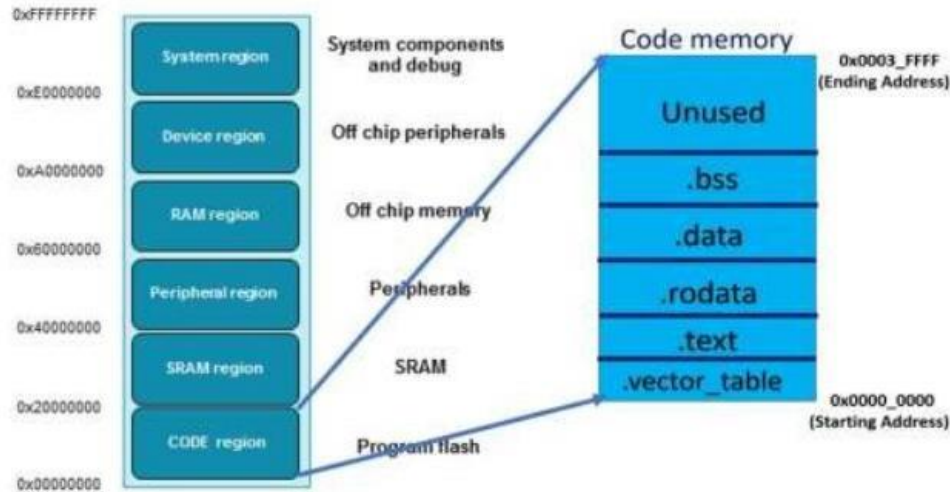 0xFFFFFFFF
System region
System components
and debug
0xE0000000
Device region
Off chip peripherals
0xA0000000
RAM region
Off chip memory
0x60000000
Peripheral region
Peripherals
0x40000000
SRAM region
SRAM
0x20000000
CODE region
Program flash
0x00000000
Code memory
0x0003_FFFF
(Ending Address)
Unused
.bss
.data
.rodata
.text
.vector_table
0x0000_0000
(Starting Address)